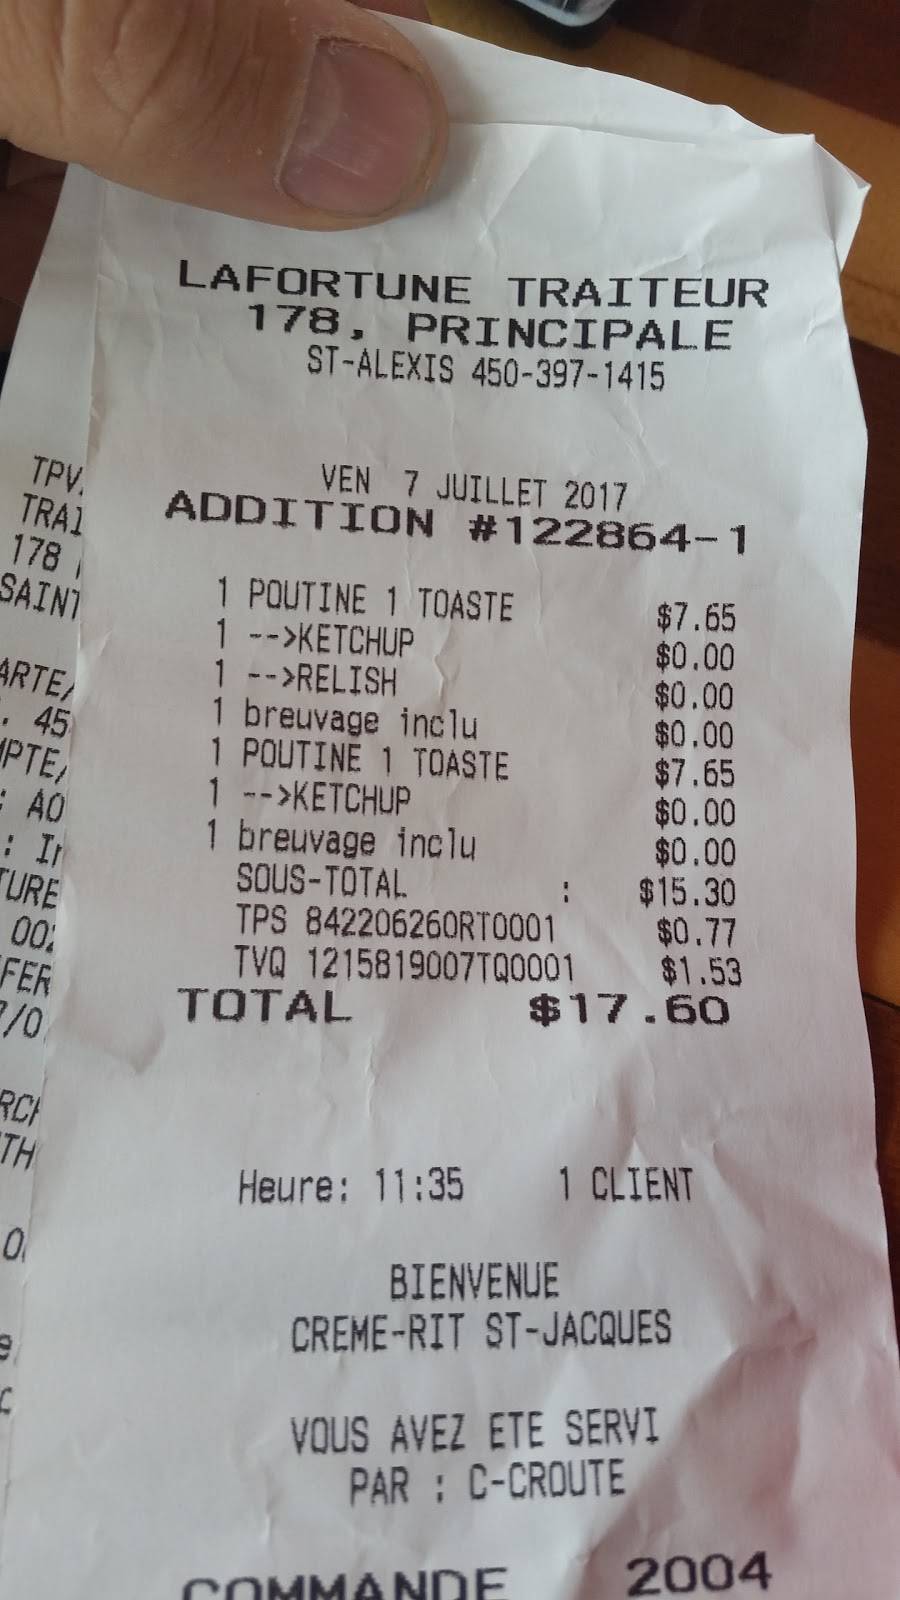 LAFORTUNE TRAITEUR
178, PRINCIPALE
ST-ALEXIS 450-397-1415
VEN 7 JUILLET 2017
ADDITION #122864-1
1 POUTINE 1 TOASTE $7.65
1 -->KETCHUP $0.00
1 -->RELISH $0.00
1 breuvage inclu $0.00
1 POUTINE 1 TOASTE $7.65
1 -->KETCHUP $0.00
1 breuvage inclu $0.00
SOUS-TOTAL : $15.30
TPS 842206260RT0001 $0.77
TVQ 1215819007TQ0001 $1.53
TOTAL $17.60
Heure: 11:35 1 CLIENT
BIENVENUE
CREME-RIT ST-JACQUES
VOUS AVEZ ETE SERVI
PAR : C-CROUTE
COMMANDE 2004
TPV
178